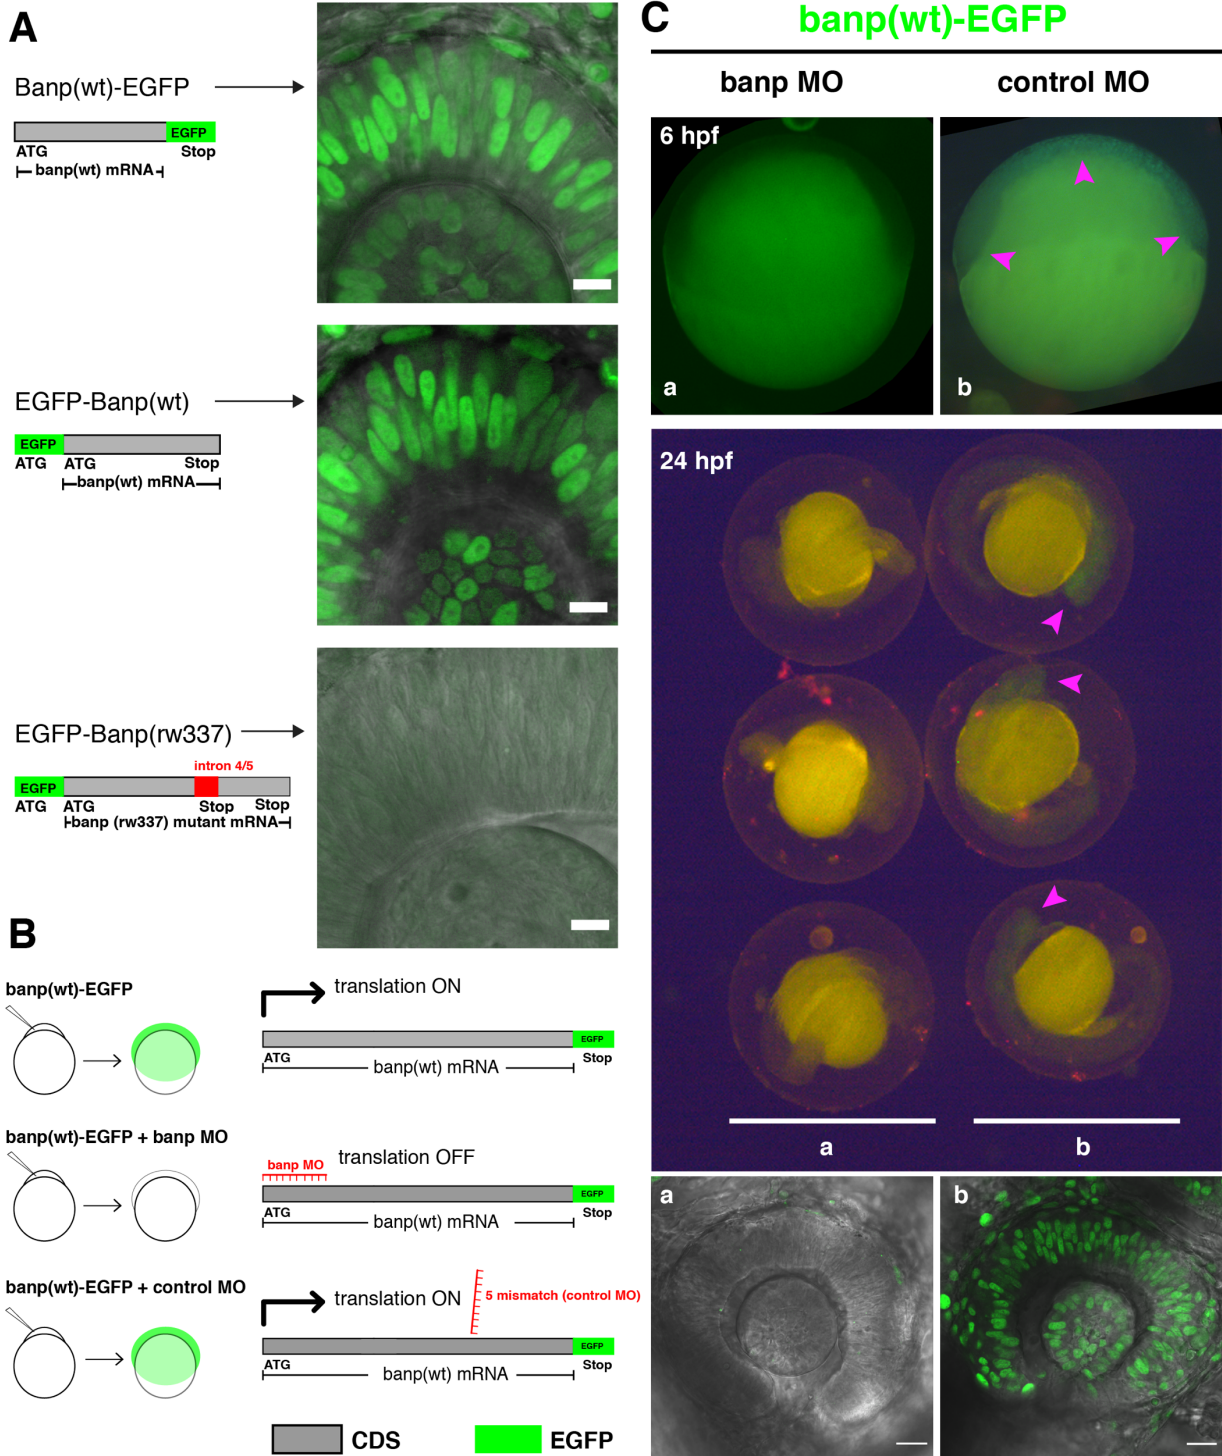 A
Banp(wt)-EGFP
EGFP
ATG
Stop
banp(wt) mRNA
EGFP-Banp(wt)
EGFP
ATG
ATG
Stop
banp(wt) mRNA
EGFP-Banp(rw337)
intron 4/5
EGFP
ATG
ATG
Stop
Stop
banp (rw337) mutant mRNA
B
banp(wt)-EGFP
translation ON
EGFP
ATG
Stop
banp(wt) mRNA
banp(wt)-EGFP + banp MO
banp MO
translation OFF
EGFP
ATG
Stop
banp(wt) mRNA
banp(wt)-EGFP + control MO
translation ON
5 mismatch (control MO)
EGFP
ATG
Stop
banp(wt) mRNA
CDS
EGFP
C
banp(wt)-EGFP
banp MO
control MO
6 hpf
a
b
24 hpf
a
b
a
b